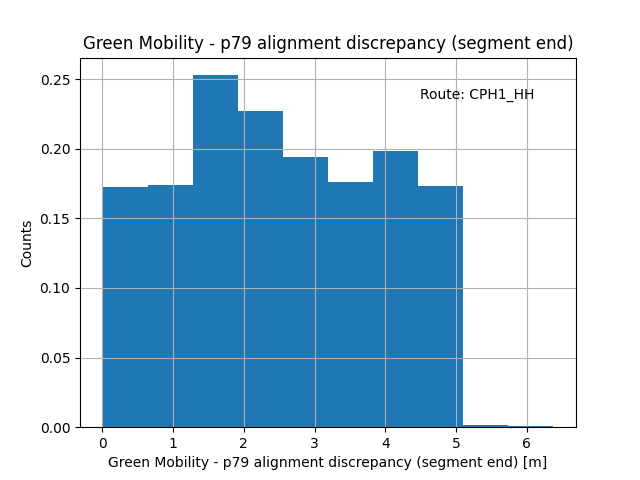 Green Mobility - p79 alignment discrepancy (segment end)
Route: CPH1_HH
Counts
0.25
0.20
0.15
0.10
0.05
0.00
0 1 2 3 4 5 6
Green Mobility - p79 alignment discrepancy (segment end) [m]